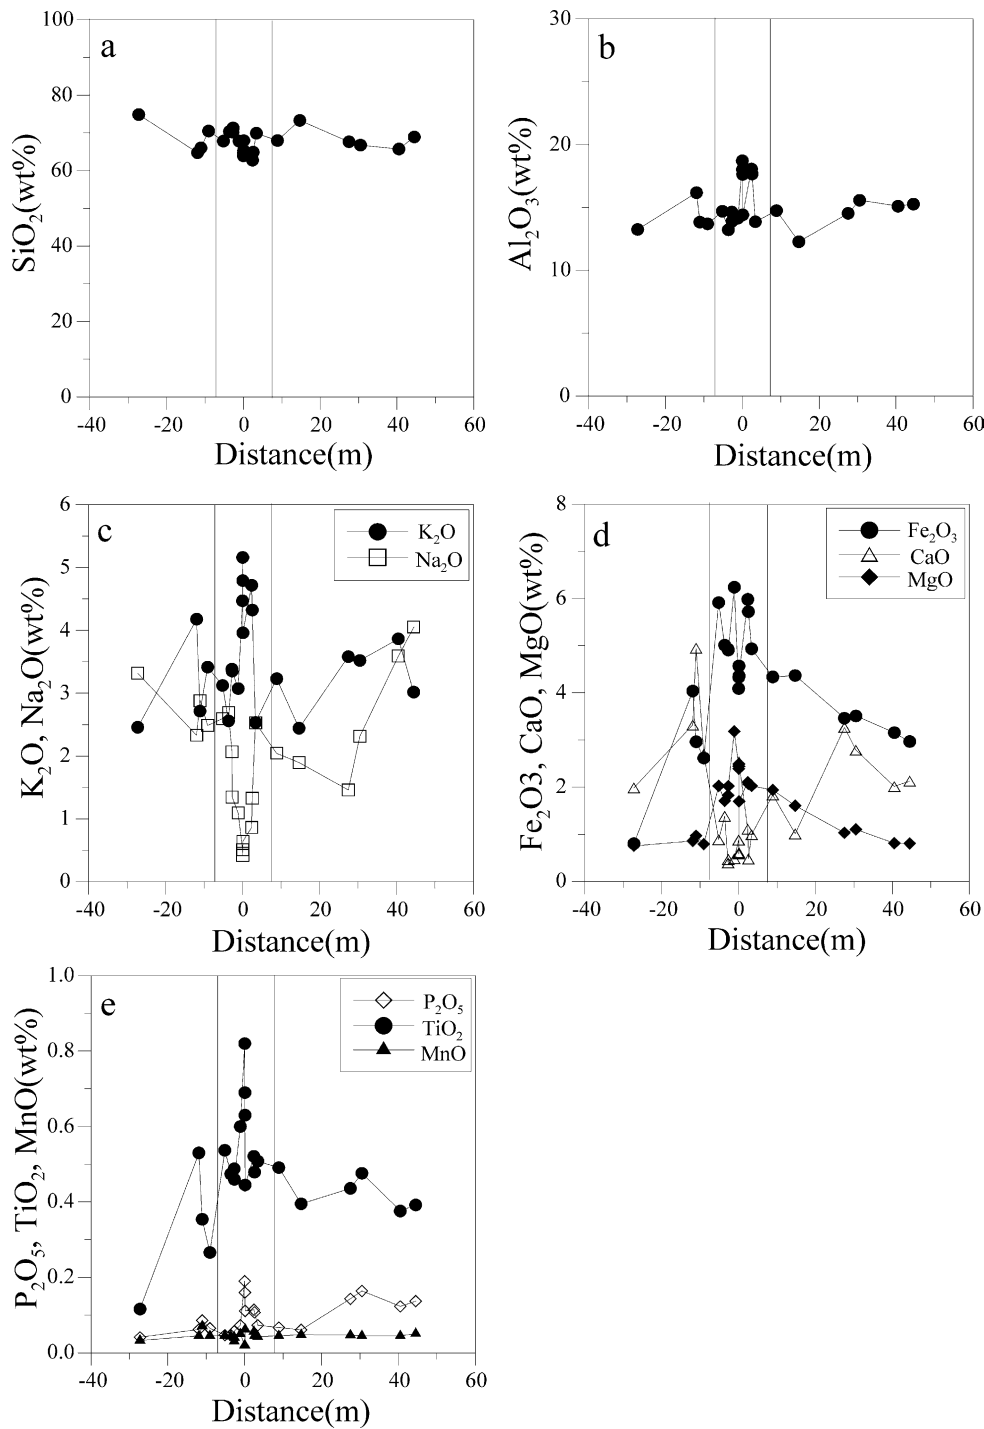 a
SiO2(wt%)
100
80
60
40
20
0
-40 -20 0 20 40 60
Distance(m)
b
Al2O3(wt%)
30
20
10
0
-40 -20 0 20 40 60
Distance(m)
c
K2O, Na2O(wt%)
6
5
4
3
2
1
0
K2O
Na2O
-40 -20 0 20 40 60
Distance(m)
d
Fe2O3, CaO, MgO(wt%)
8
6
4
2
0
Fe2O3
CaO
MgO
-40 -20 0 20 40 60
Distance(m)
e
P2O5, TiO2, MnO(wt%)
1.0
0.8
0.6
0.4
0.2
0.0
P2O5
TiO2
MnO
-40 -20 0 20 40 60
Distance(m)